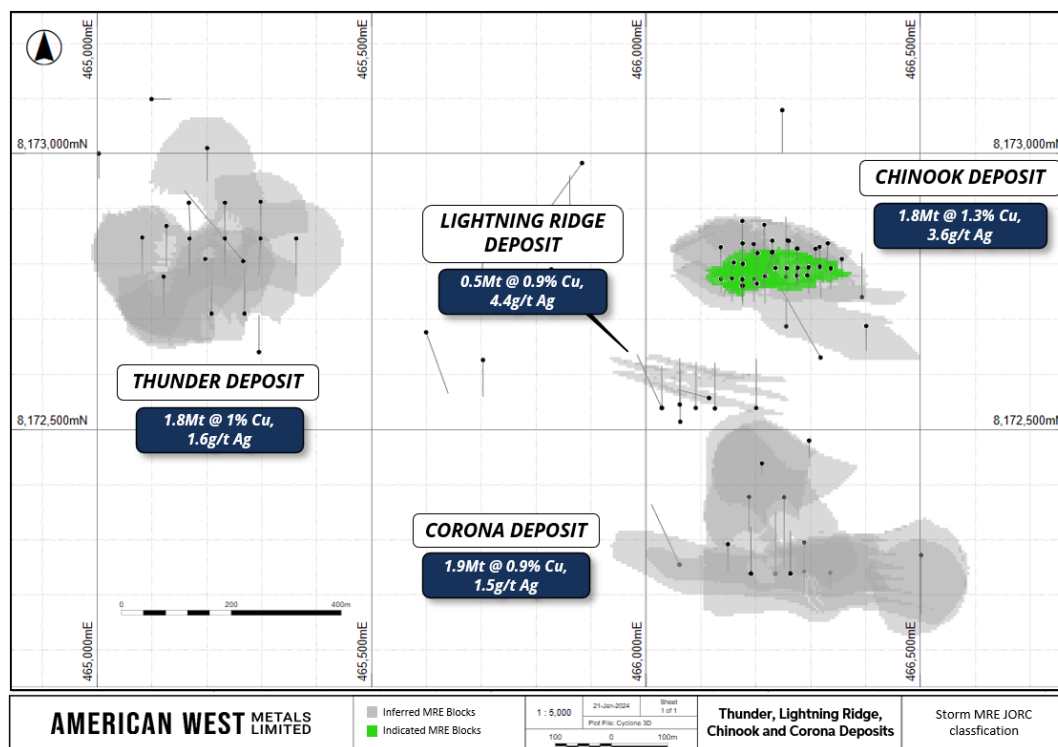 465,000mE
465,500mE
466,000mE
466,500mE
8,173,000mN
8,173,000mN
CHINOOK DEPOSIT
1.8Mt @ 1.3% Cu,
3.6g/t Ag
LIGHTNING RIDGE
DEPOSIT
0.5Mt @ 0.9% Cu,
4.4g/t Ag
THUNDER DEPOSIT
1.8Mt @ 1% Cu,
1.6g/t Ag
8,172,500mN
8,172,500mN
CORONA DEPOSIT
1.9Mt @ 0.9% Cu,
1.5g/t Ag
0 200 400m
465,000mE
465,500mE
466,000mE
466,500mE
AMERICAN WEST METALS
LIMITED
Inferred MRE Blocks
Indicated MRE Blocks
1 : 5,000
21-Jan-2024
Sheet
1 of 1
Plot File: Cyclone 3D
100 0 100m
Thunder, Lightning Ridge,
Chinook and Corona Deposits
Storm MRE JORC
classfication